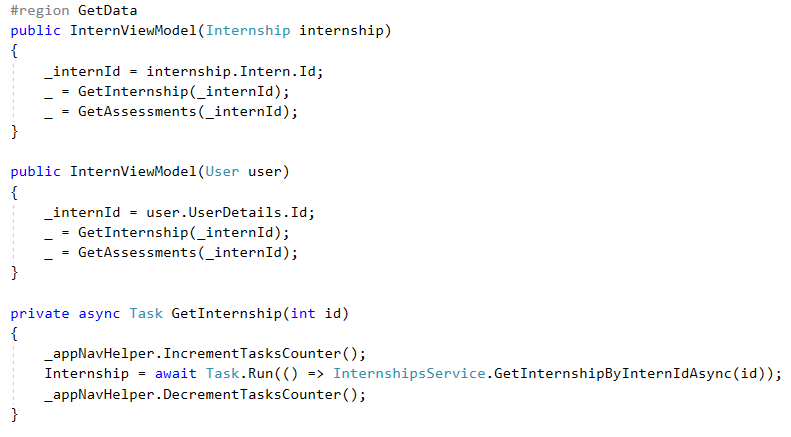 #region GetData
public InternViewModel(Internship internship)
{
    _internId = internship.Intern.Id;
    _ = GetInternship(_internId);
    _ = GetAssessments(_internId);
}

public InternViewModel(User user)
{
    _internId = user.UserDetails.Id;
    _ = GetInternship(_internId);
    _ = GetAssessments(_internId);
}

private async Task GetInternship(int id)
{
    _appNavHelper.IncrementTasksCounter();
    Internship = await Task.Run(() => InternshipsService.GetInternshipByInternIdAsync(id));
    _appNavHelper.DecrementTasksCounter();
}